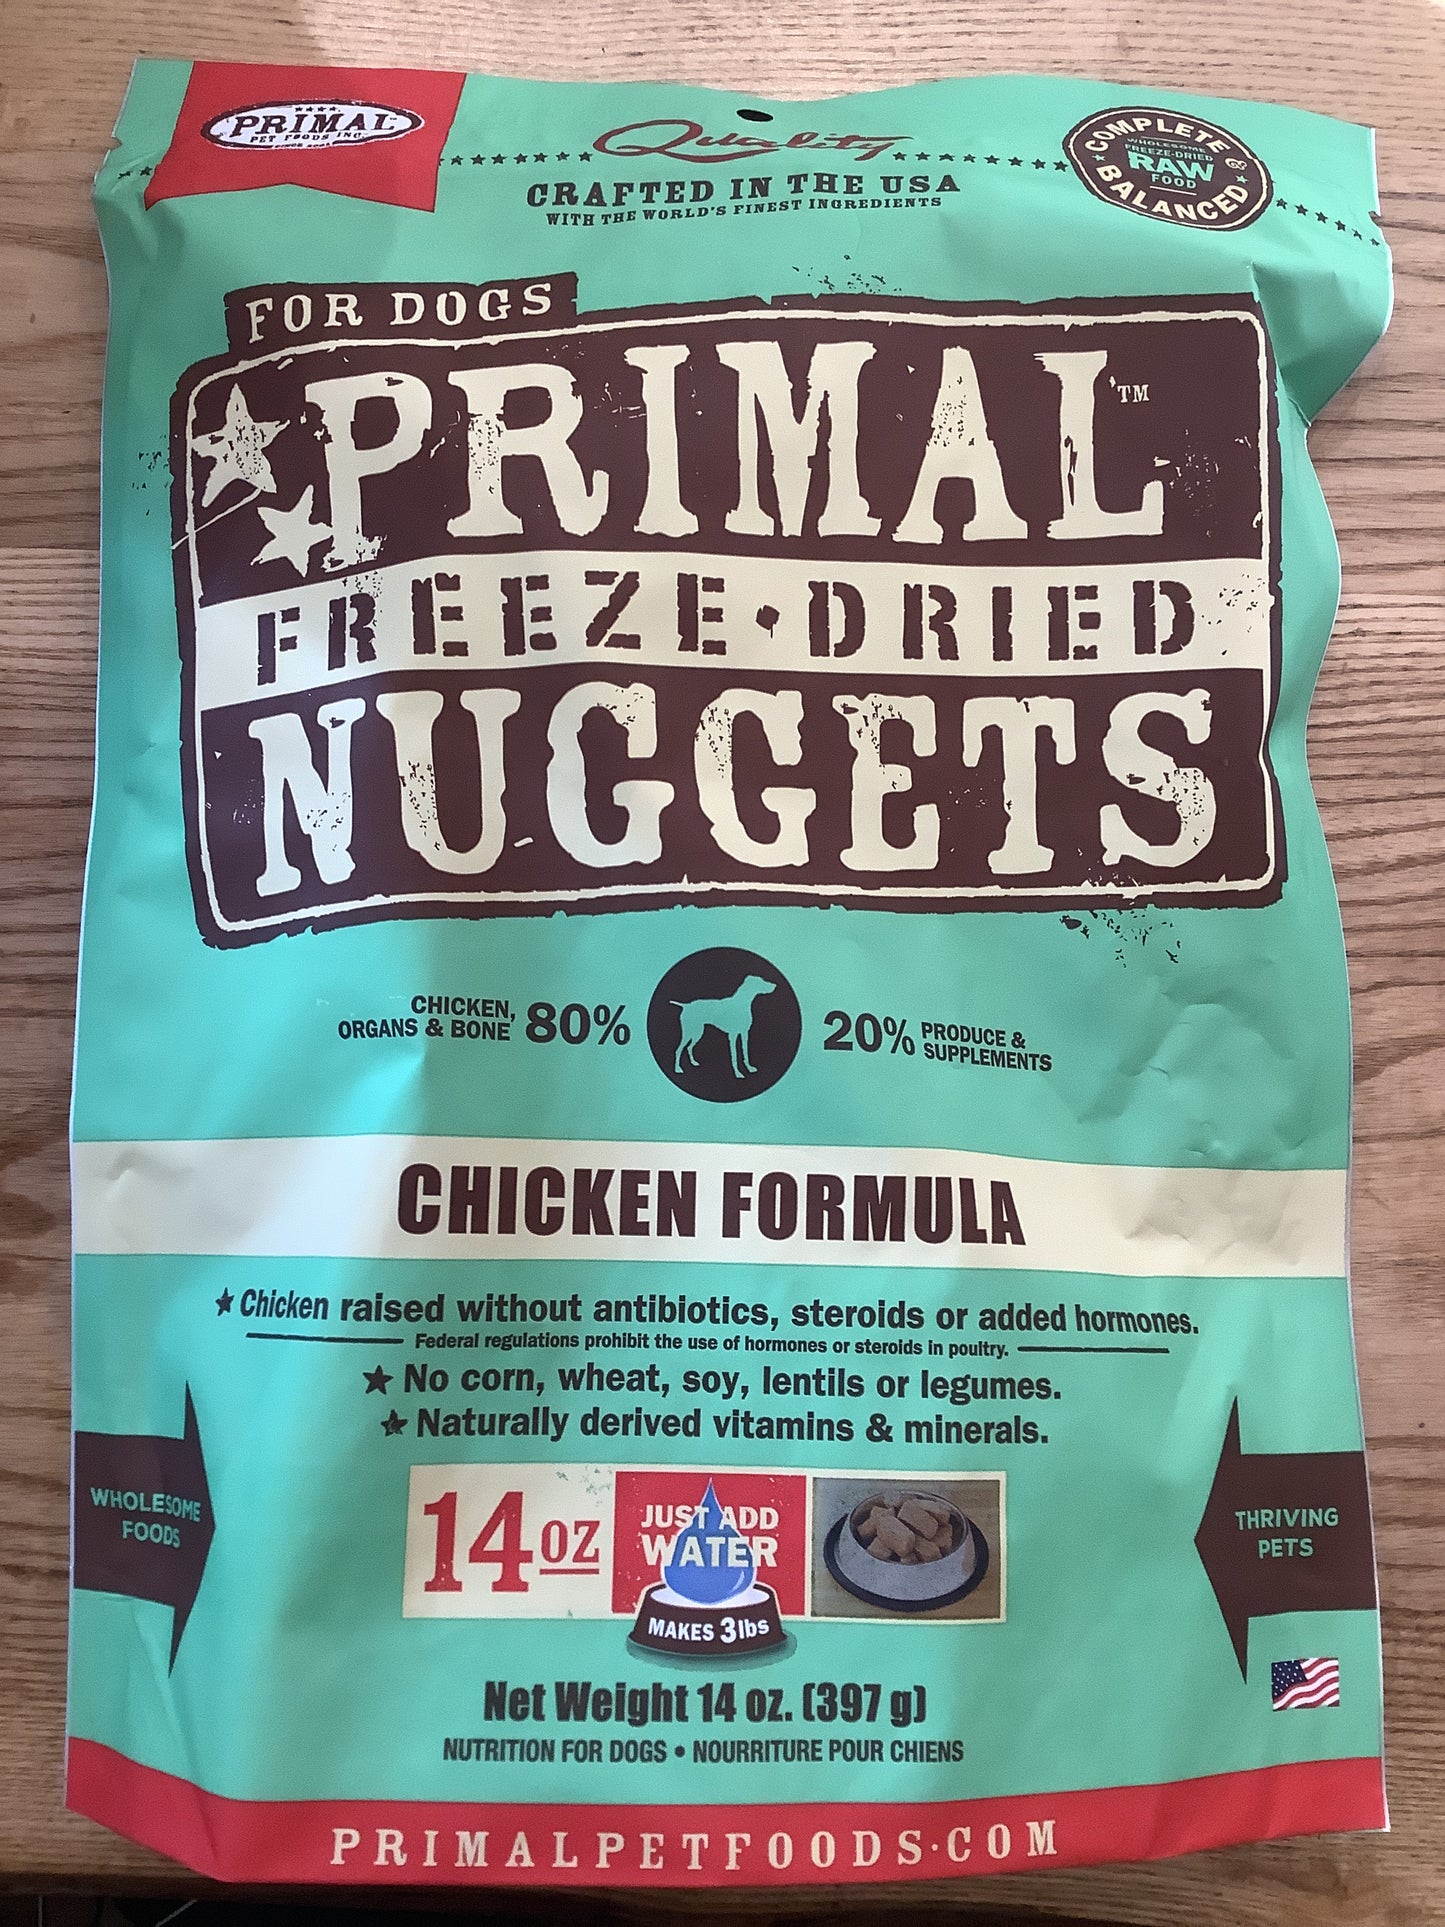 PRIMAL
PET FOODS INC.
Quality
CRAFTED IN THE USA
WITH THE WORLD'S FINEST INGREDIENTS
COMPLETE &
WHOLESOME
FREEZE-DRIED
RAW
FOOD
BALANCED
FOR DOGS
PRIMAL™
FREEZE·DRIED
NUGGETS
CHICKEN,
ORGANS & BONE 80%
20% PRODUCE &
SUPPLEMENTS
CHICKEN FORMULA
Chicken raised without antibiotics, steroids or added hormones.
Federal regulations prohibit the use of hormones or steroids in poultry.
No corn, wheat, soy, lentils or legumes.
Naturally derived vitamins & minerals.
WHOLESOME
FOODS
14 OZ
JUST ADD
WATER
MAKES 3lbs
THRIVING
PETS
Net Weight 14 oz. (397 g)
NUTRITION FOR DOGS • NOURRITURE POUR CHIENS
PRIMALPETFOODS.COM